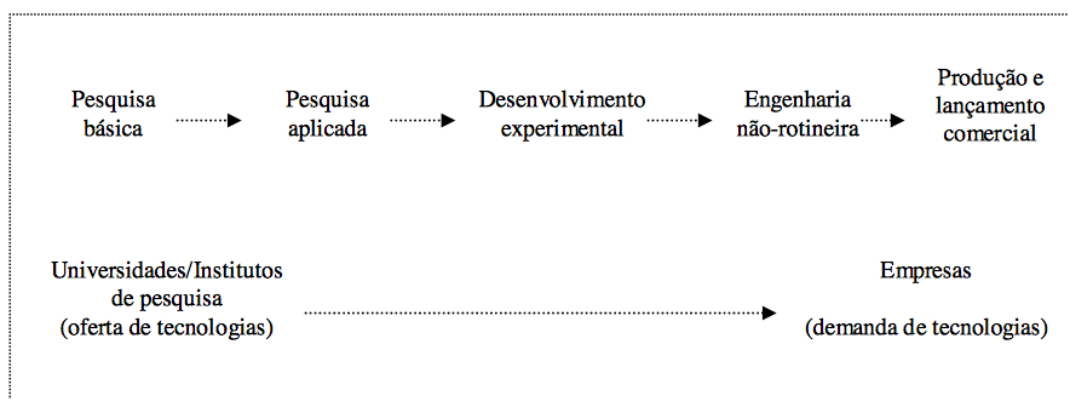 Pesquisa
básica
Pesquisa
aplicada
Desenvolvimento
experimental
Engenharia
não-rotineira
Produção e
lançamento
comercial
Universidades/Institutos
de pesquisa
(oferta de tecnologias)
Empresas
(demanda de tecnologias)